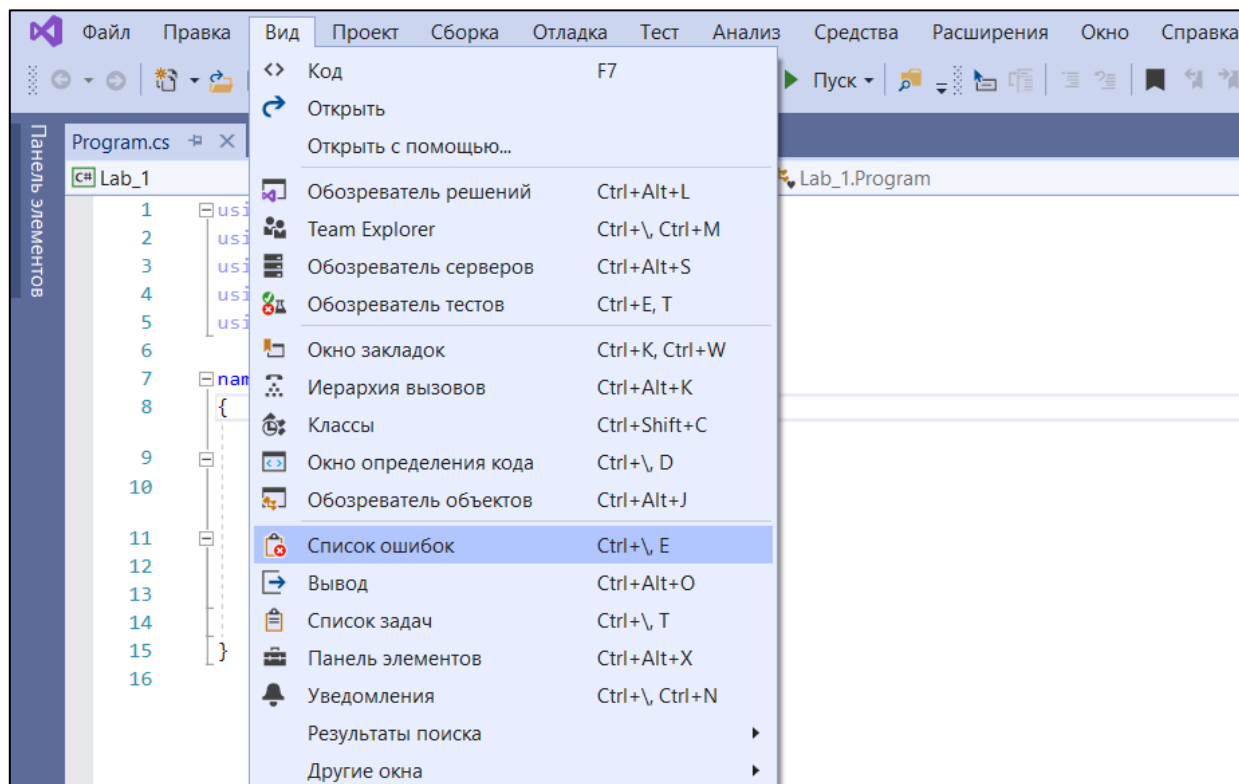 Файл Правка Вид Проект Сборка Отладка Тест Анализ Средства Расширения Окно Справка
Пуск
Панель элементов
Program.cs
C# Lab_1
Lab_1.Program
Код F7
Открыть
Открыть с помощью...
Обозреватель решений Ctrl+Alt+L
Team Explorer Ctrl+\, Ctrl+M
Обозреватель серверов Ctrl+Alt+S
Обозреватель тестов Ctrl+E, T
Окно закладок Ctrl+K, Ctrl+W
Иерархия вызовов Ctrl+Alt+K
Классы Ctrl+Shift+C
Окно определения кода Ctrl+\, D
Обозреватель объектов Ctrl+Alt+J
Список ошибок Ctrl+\, E
Вывод Ctrl+Alt+O
Список задач Ctrl+\, T
Панель элементов Ctrl+Alt+X
Уведомления Ctrl+\, Ctrl+N
Результаты поиска
Другие окна
1 usi
2 usi
3 usi
4 usi
5 usi
6
7 nam
8 {
9
10
11
12
13
14
15 }
16